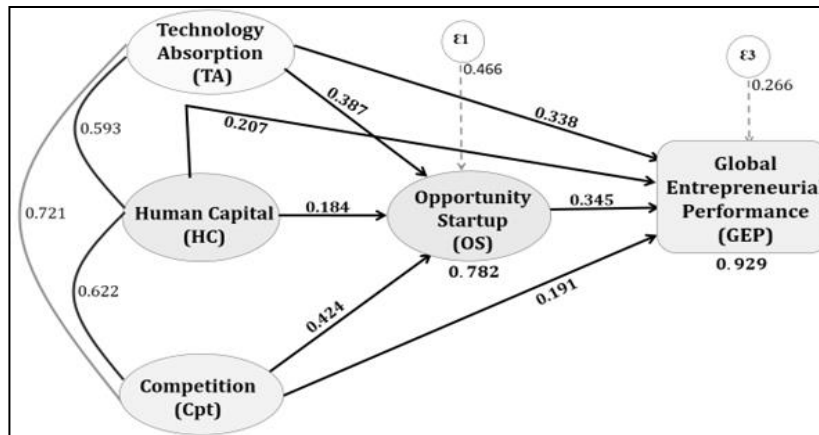 Technology
Absorption
(TA)
ε1
0.466
ε3
0.266
0.387
0.338
0.593
0.207
Global
Entrepreneurial
Performance
(GEP)
0.929
0.721
Human Capital
(HC)
0.184
Opportunity
Startup
(OS)
0.782
0.345
0.622
0.424
0.191
Competition
(Cpt)